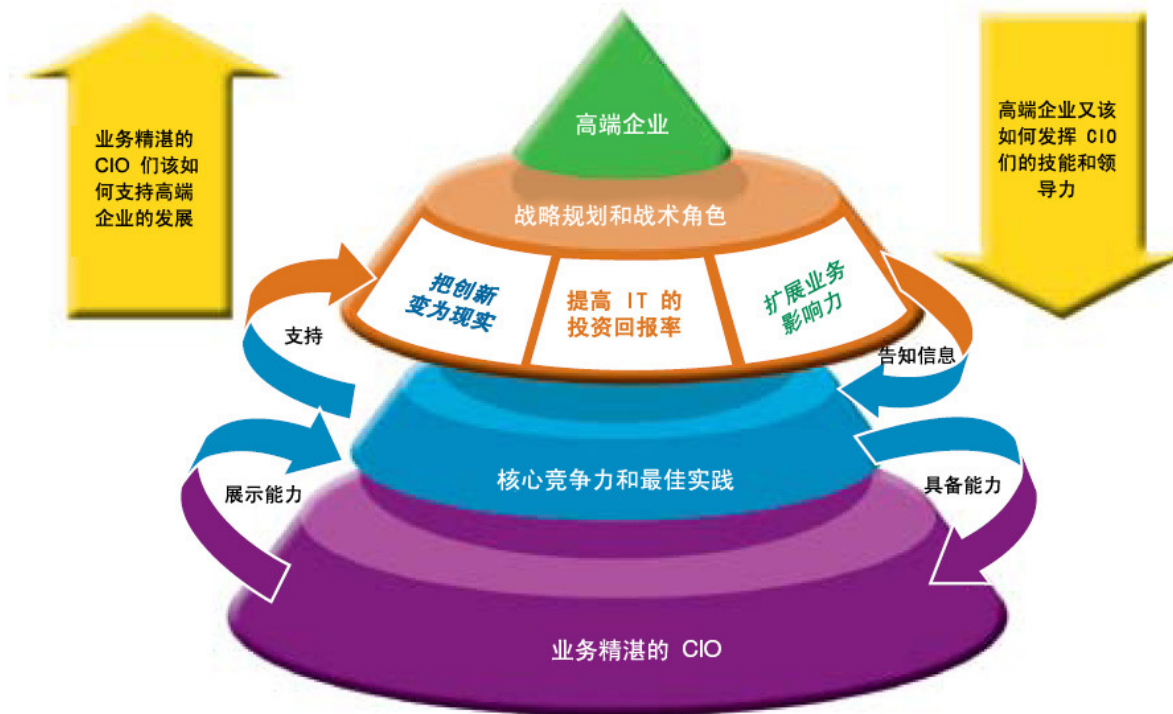 业务精湛的
CIO 们该如
何支持高端
企业的发展
高端企业又该
如何发挥 CIO
们的技能和领
导力
高端企业
战略规划和战术角色
把创新
变为现实
提高 IT 的
投资回报率
扩展业务
影响力
支持
告知信息
核心竞争力和最佳实践
展示能力
具备能力
业务精湛的 CIO